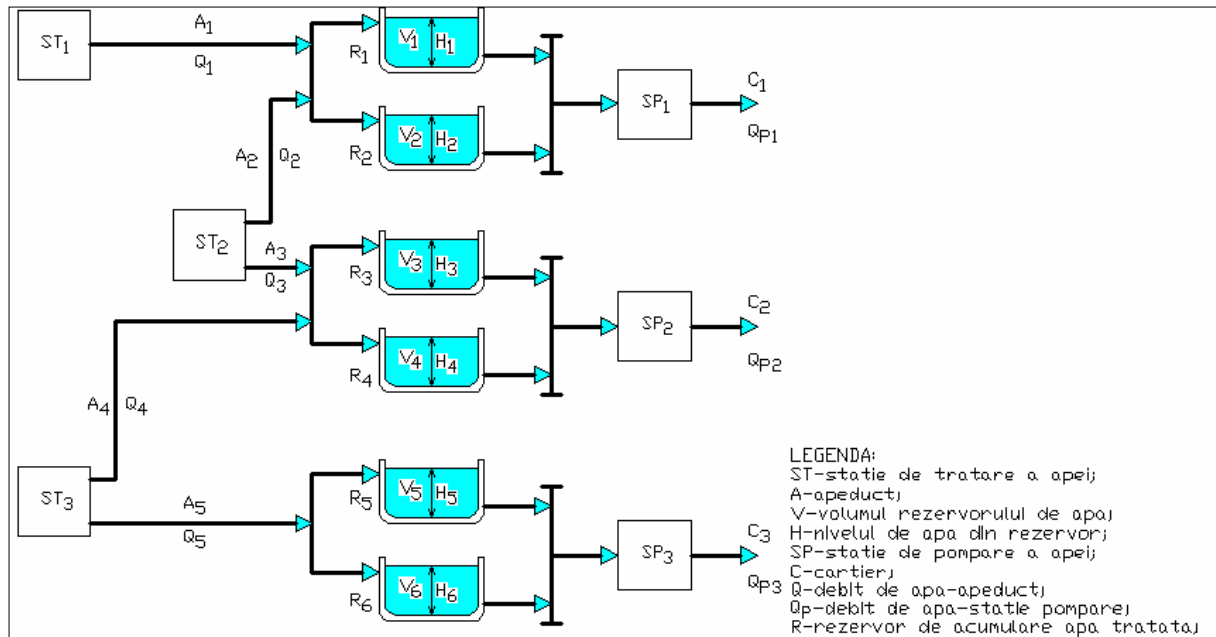 ST1
A1
Q1
R1
V1
H1
R2
V2
H2
SP1
C1
QP1
A2
Q2
ST2
A3
Q3
R3
V3
H3
R4
V4
H4
SP2
C2
QP2
A4
Q4
ST3
A5
Q5
R5
V5
H5
R6
V6
H6
SP3
C3
QP3
LEGENDA:
ST-statie de tratare a apei;
A-apeduct;
V-volumul rezervorului de apa;
H-nivelul de apa din rezervor;
SP-statie de pompare a apei;
C-cartier;
Q-debit de apa-apeduct;
QP-debit de apa-statie pompare;
R-rezervor de acumulare apa tratata;